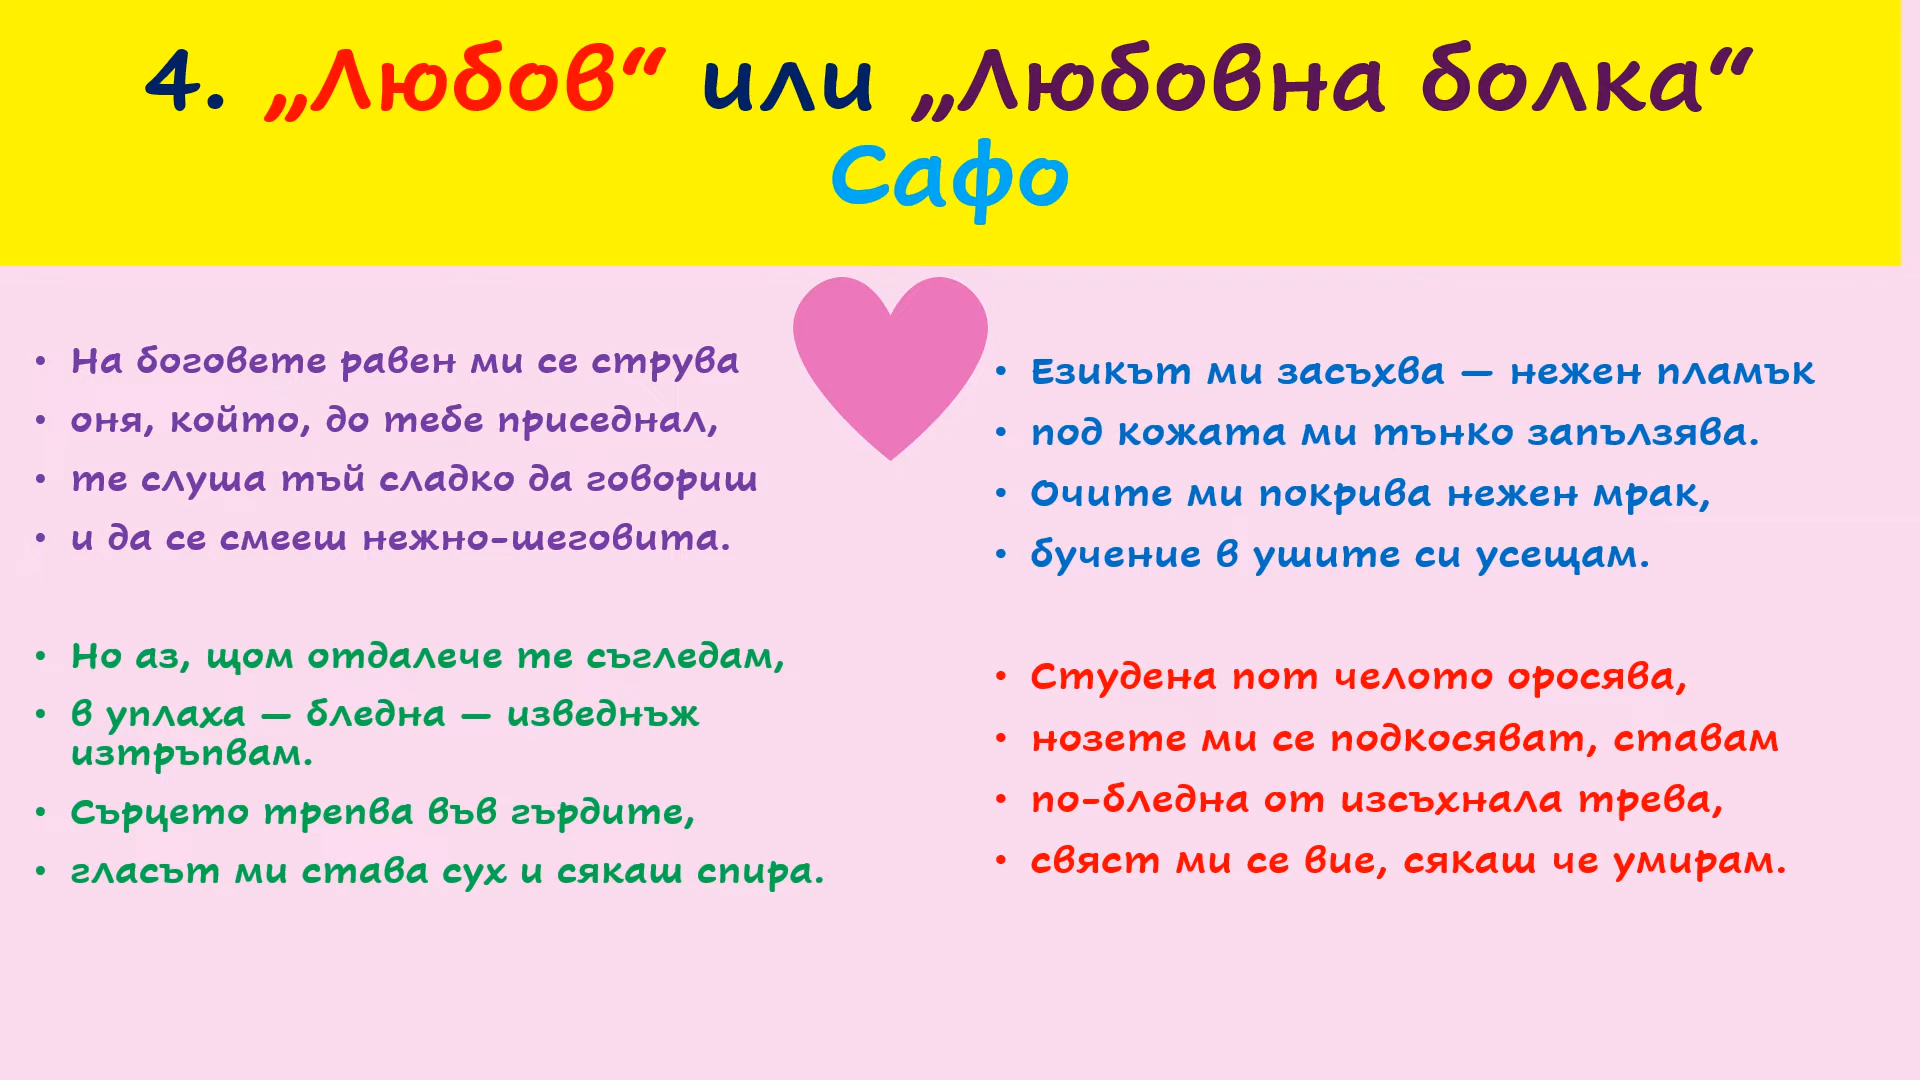 4. „Любов“ или „Любовна болка“
Сафо
• На боговете равен ми се струва
• оня, който, до тебе приседнал,
• те слуша тъй сладко да говориш
• и да се смееш нежно-шеговита.
• Но аз, щом отдалече те съгледам,
• в уплаха — бледна — изведнъж
изтръпвам.
• Сърцето трепва във гърдите,
• гласът ми става сух и сякаш спира.
• Езикът ми засъхва — нежен пламък
• под кожата ми тънко запълзява.
• Очите ми покрива нежен мрак,
• бучение в ушите си усещам.
• Студена пот челото оросява,
• нозете ми се подкосяват, ставам
• по-бледна от изсъхнала трева,
• свяст ми се вие, сякаш че умирам.